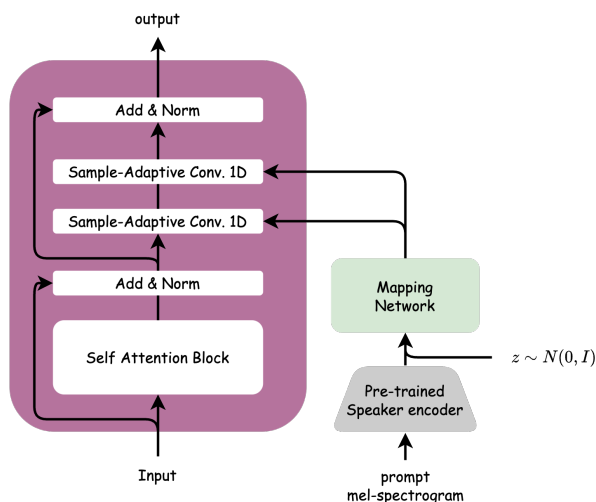 output
Add & Norm
Sample-Adaptive Conv. 1D
Sample-Adaptive Conv. 1D
Add & Norm
Self Attention Block
Input
Mapping
Network
z ~ N(0, I)
Pre-trained
Speaker encoder
prompt
mel-spectrogram